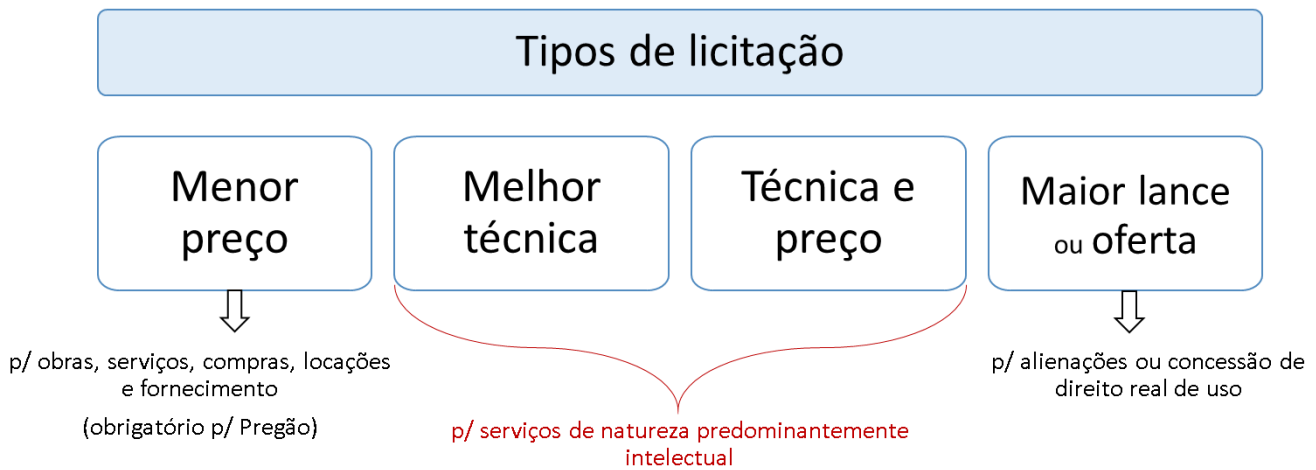 Tipos de licitação
Menor
preço
Melhor
técnica
Técnica e
preço
Maior lance
ou oferta
p/ obras, serviços, compras, locações
e fornecimento
(obrigatório p/ Pregão)
p/ serviços de natureza predominantemente
intelectual
p/ alienações ou concessão de
direito real de uso